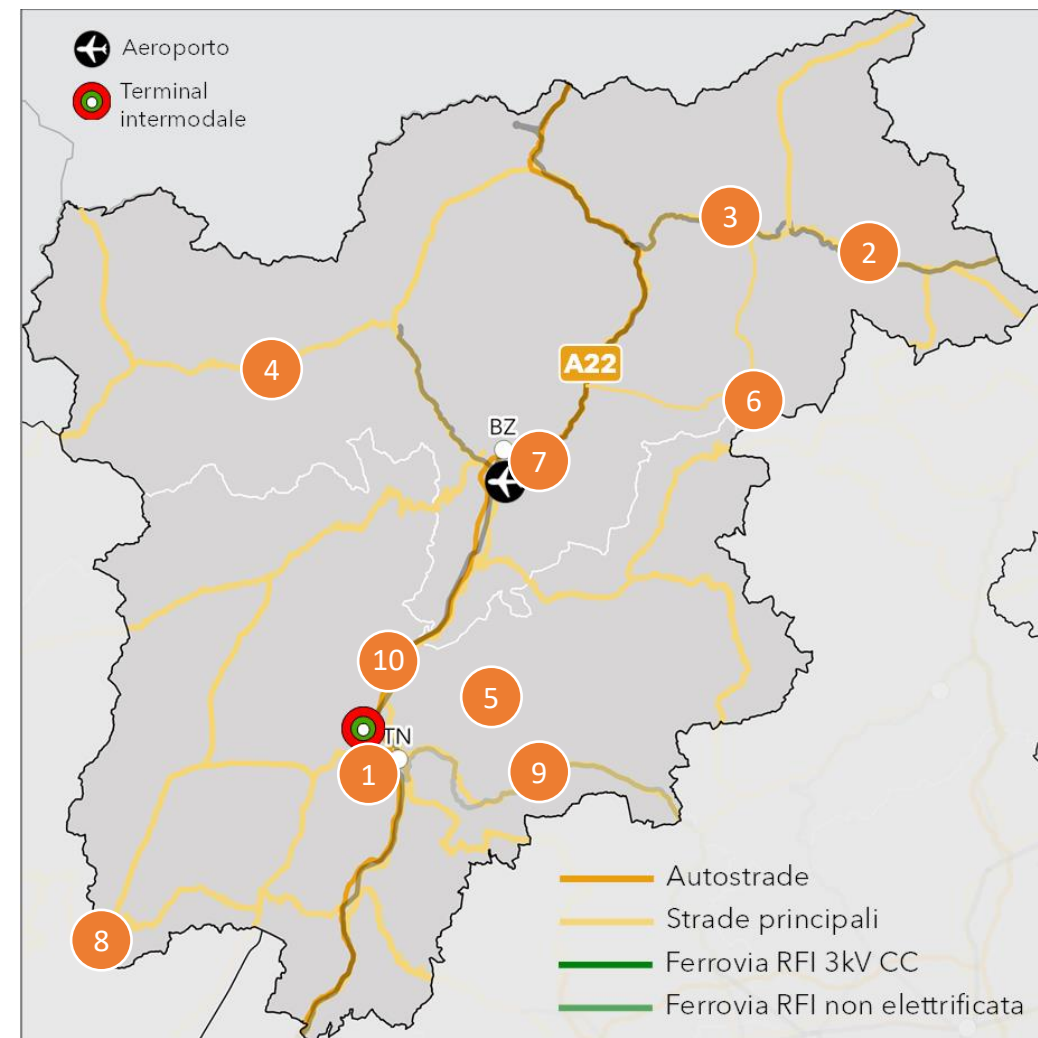 Aeroporto
Terminal
intermodale
3
2
A22
4
6
BZ
7
10
5
TN
1
9
8
Autostrade
Strade principali
Ferrovia RFI 3kV CC
Ferrovia RFI non elettrificata